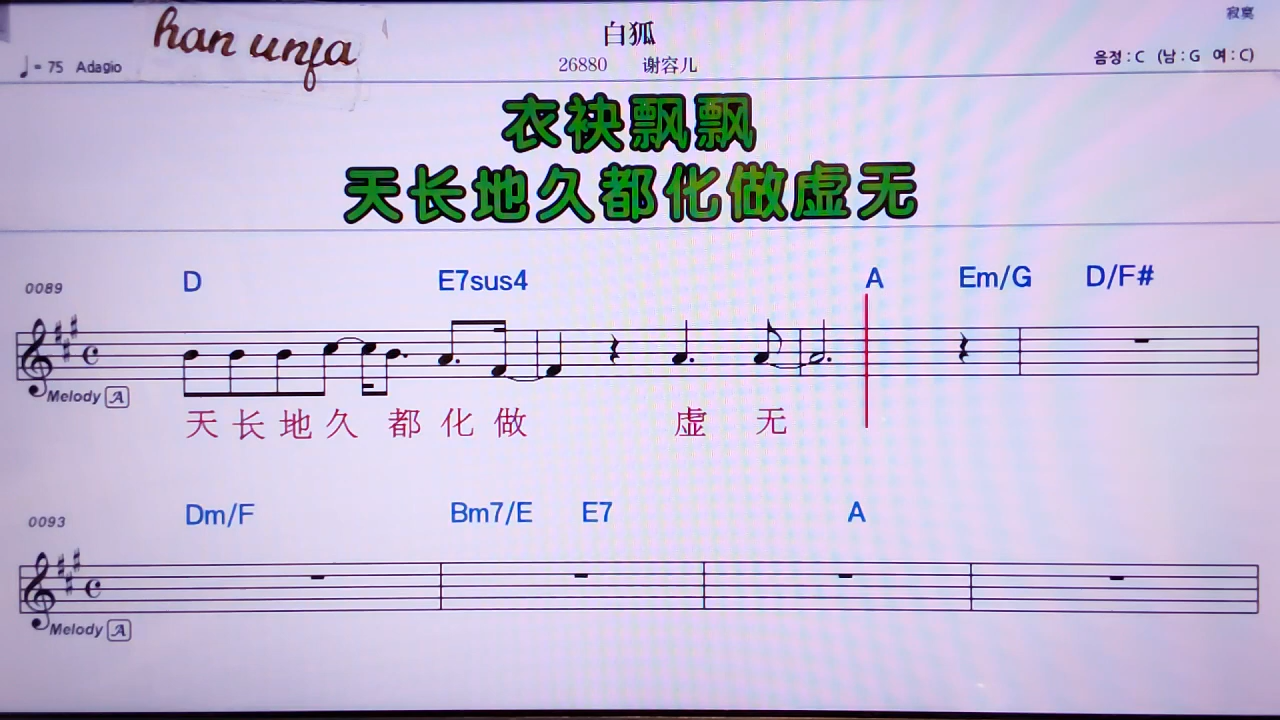 寂寞
han unfa
白狐
♩= 75 Adagio
26880 谢容儿
음정 : C (남 : G 여 : C)
衣袂飘飘
天长地久都化做虚无
0089 D E7sus4 A Em/G D/F#
Melody A
天 长 地 久 都 化 做 虚 无
0093 Dm/F Bm7/E E7 A
Melody A